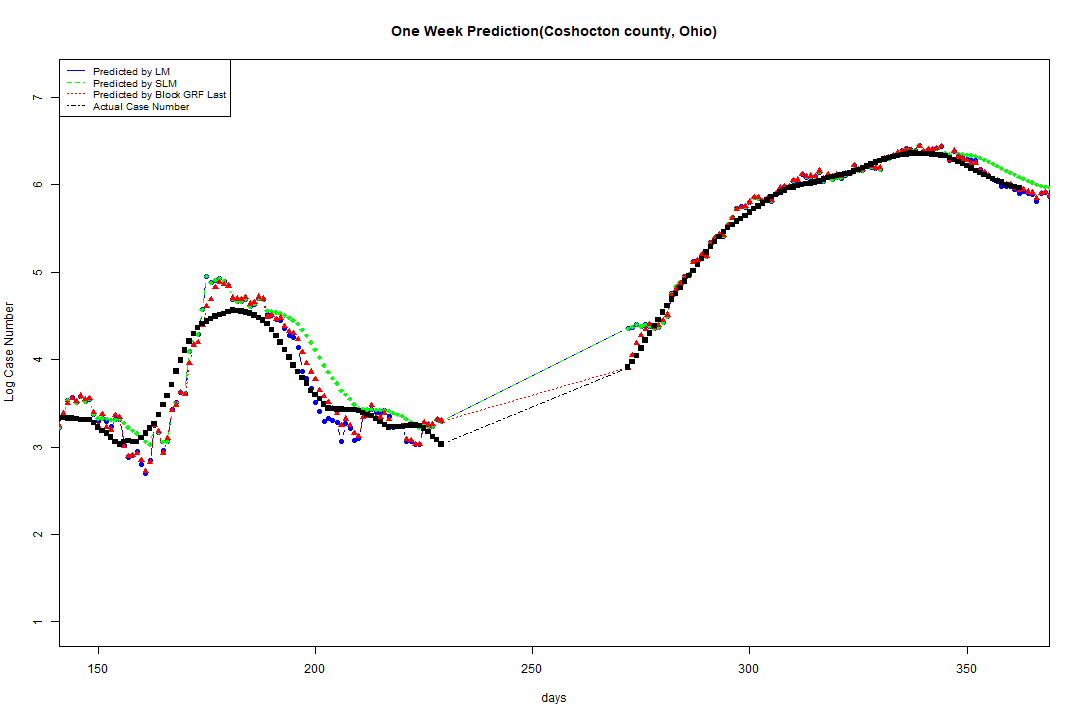 One Week Prediction(Coshocton county, Ohio)
Predicted by LM
Predicted by SLM
Predicted by Block GRF Last
Actual Case Number
7
6
5
4
3
2
1
Log Case Number
150 200 250 300 350
days